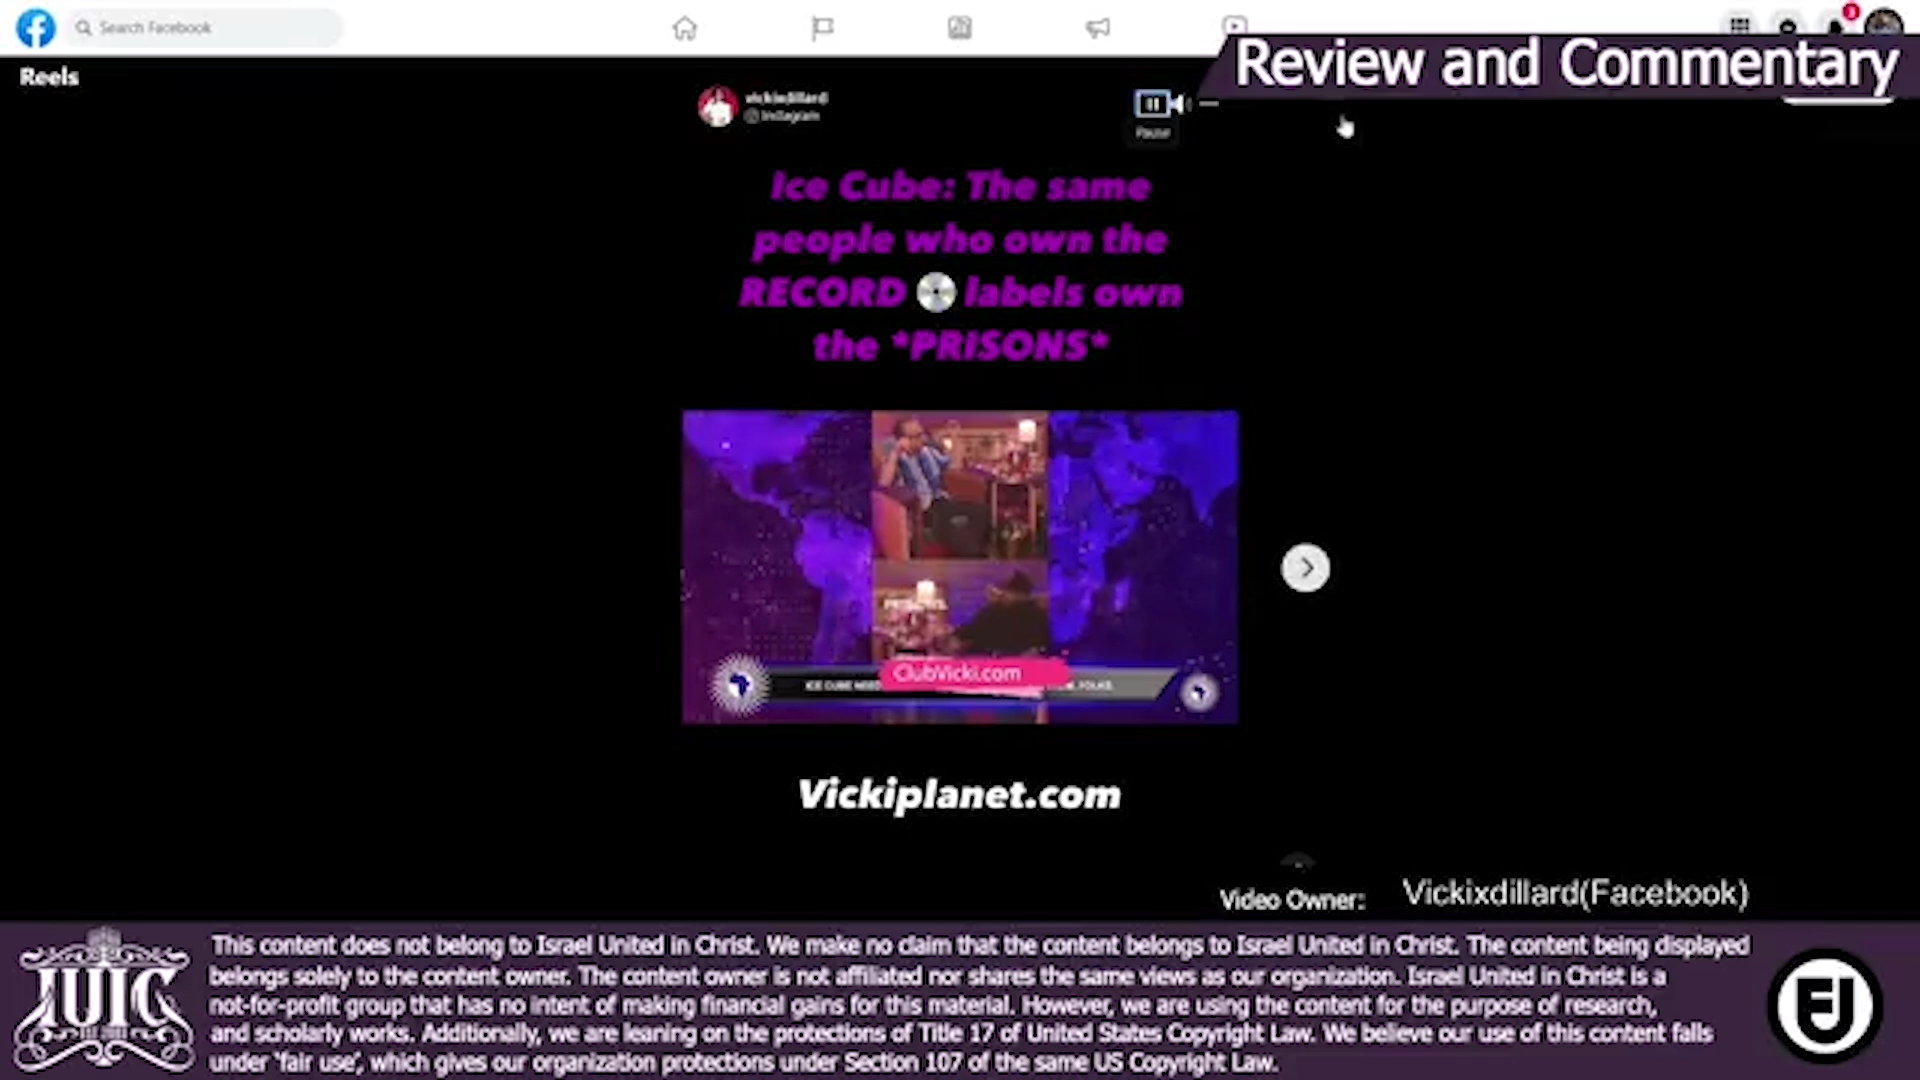 Search Facebook
Review and Commentary
Reels
vickixdillard
Instagram
Pause
Ice Cube: The same
people who own the
RECORD labels own
the *PRISONS*
ClubVicki.com
ICE CUBE NEED
FOLKS.
Vickiplanet.com
Video Owner: Vickixdillard(Facebook)
IUIC
This content does not belong to Israel United in Christ. We make no claim that the content belongs to Israel United in Christ. The content being displayed
belongs solely to the content owner. The content owner is not affiliated nor shares the same views as our organization. Israel United in Christ is a
not-for-profit group that has no intent of making financial gains for this material. However, we are using the content for the purpose of research,
and scholarly works. Additionally, we are leaning on the protections of Title 17 of United States Copyright Law. We believe our use of this content falls
under 'fair use', which gives our organization protections under Section 107 of the same US Copyright Law.